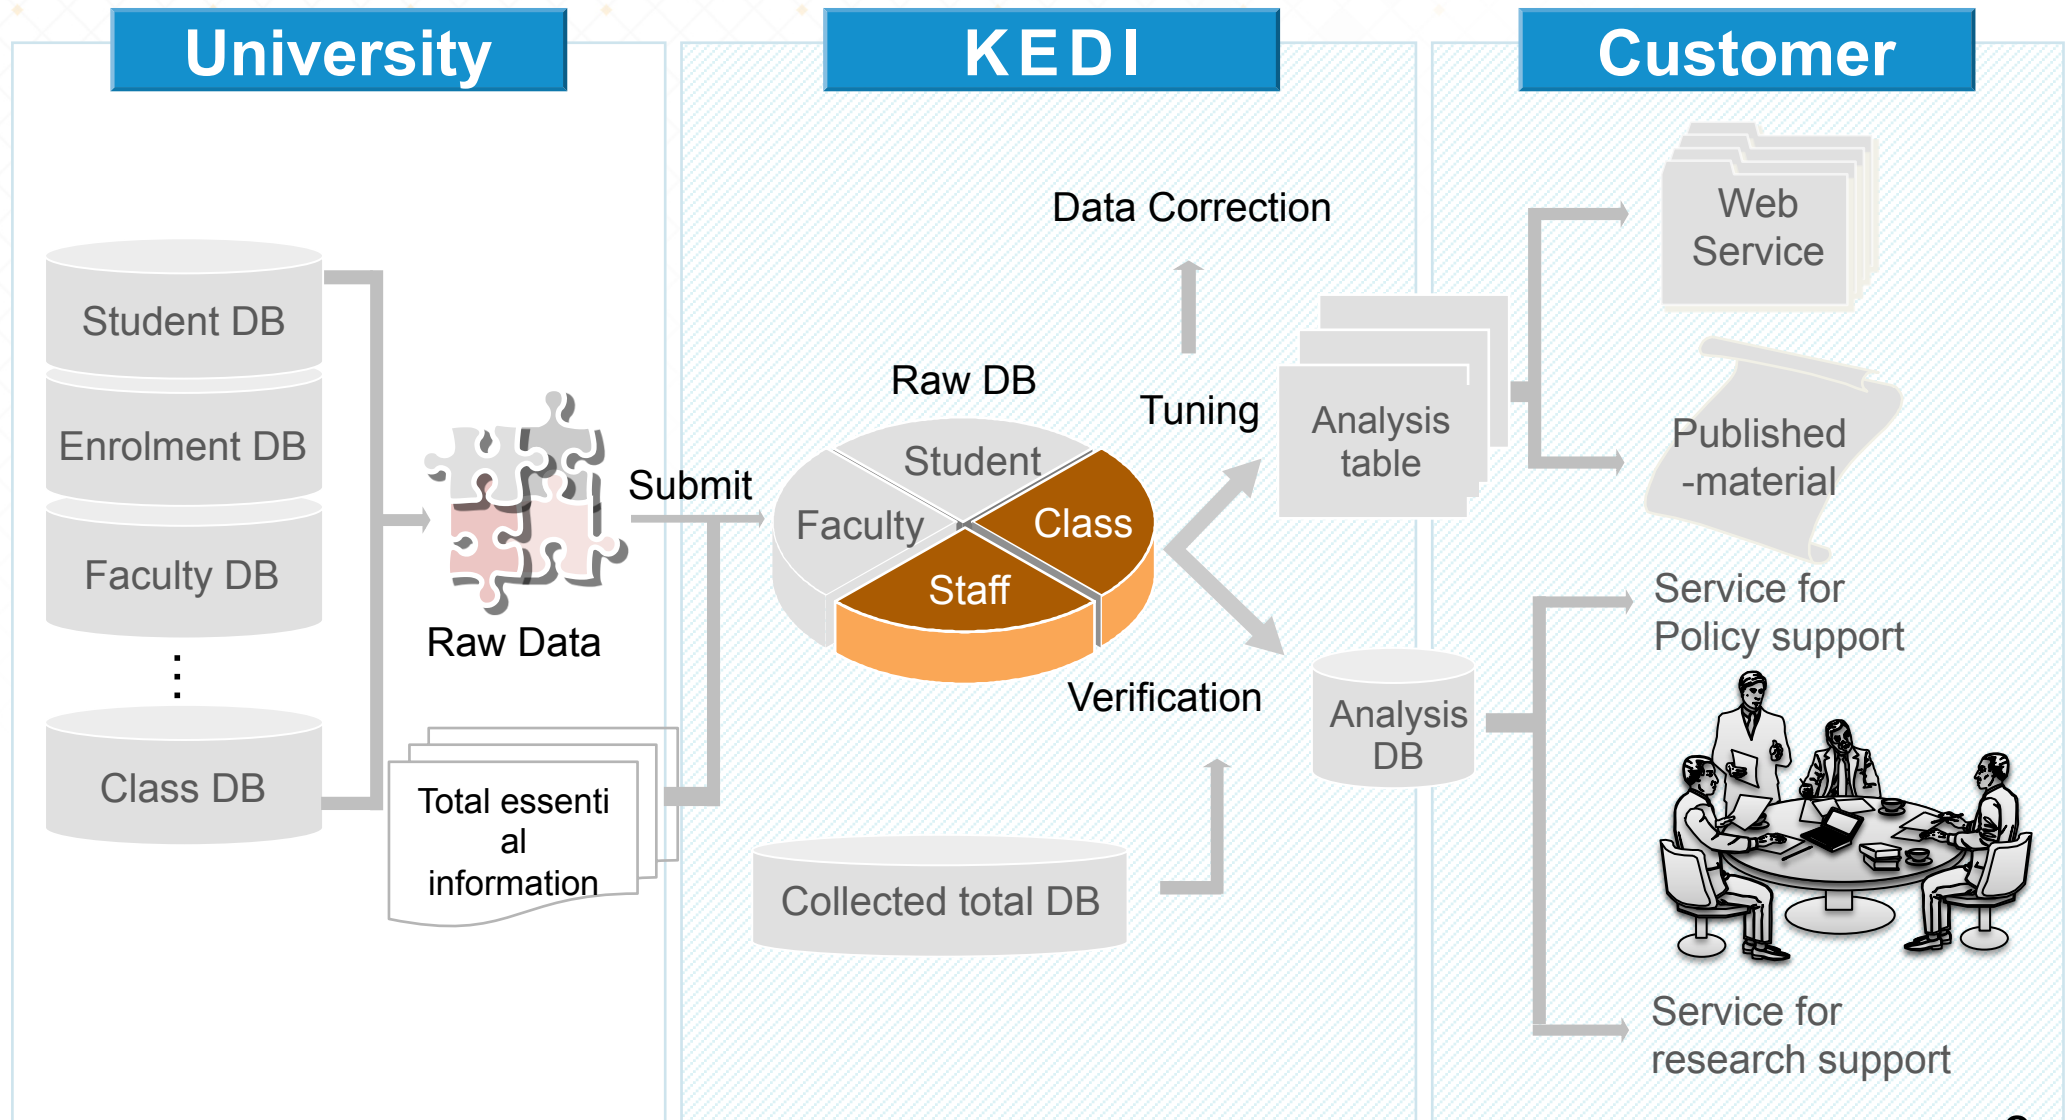 University
KEDI
Customer
Student DB
Enrolment DB
Faculty DB
Class DB
Raw Data
Total essenti
al
information
Submit
Raw DB
Student
Faculty
Class
Staff
Data Correction
Tuning
Analysis
table
Verification
Analysis
DB
Collected total DB
Web
Service
Published
-material
Service for
Policy support
Service for
research support